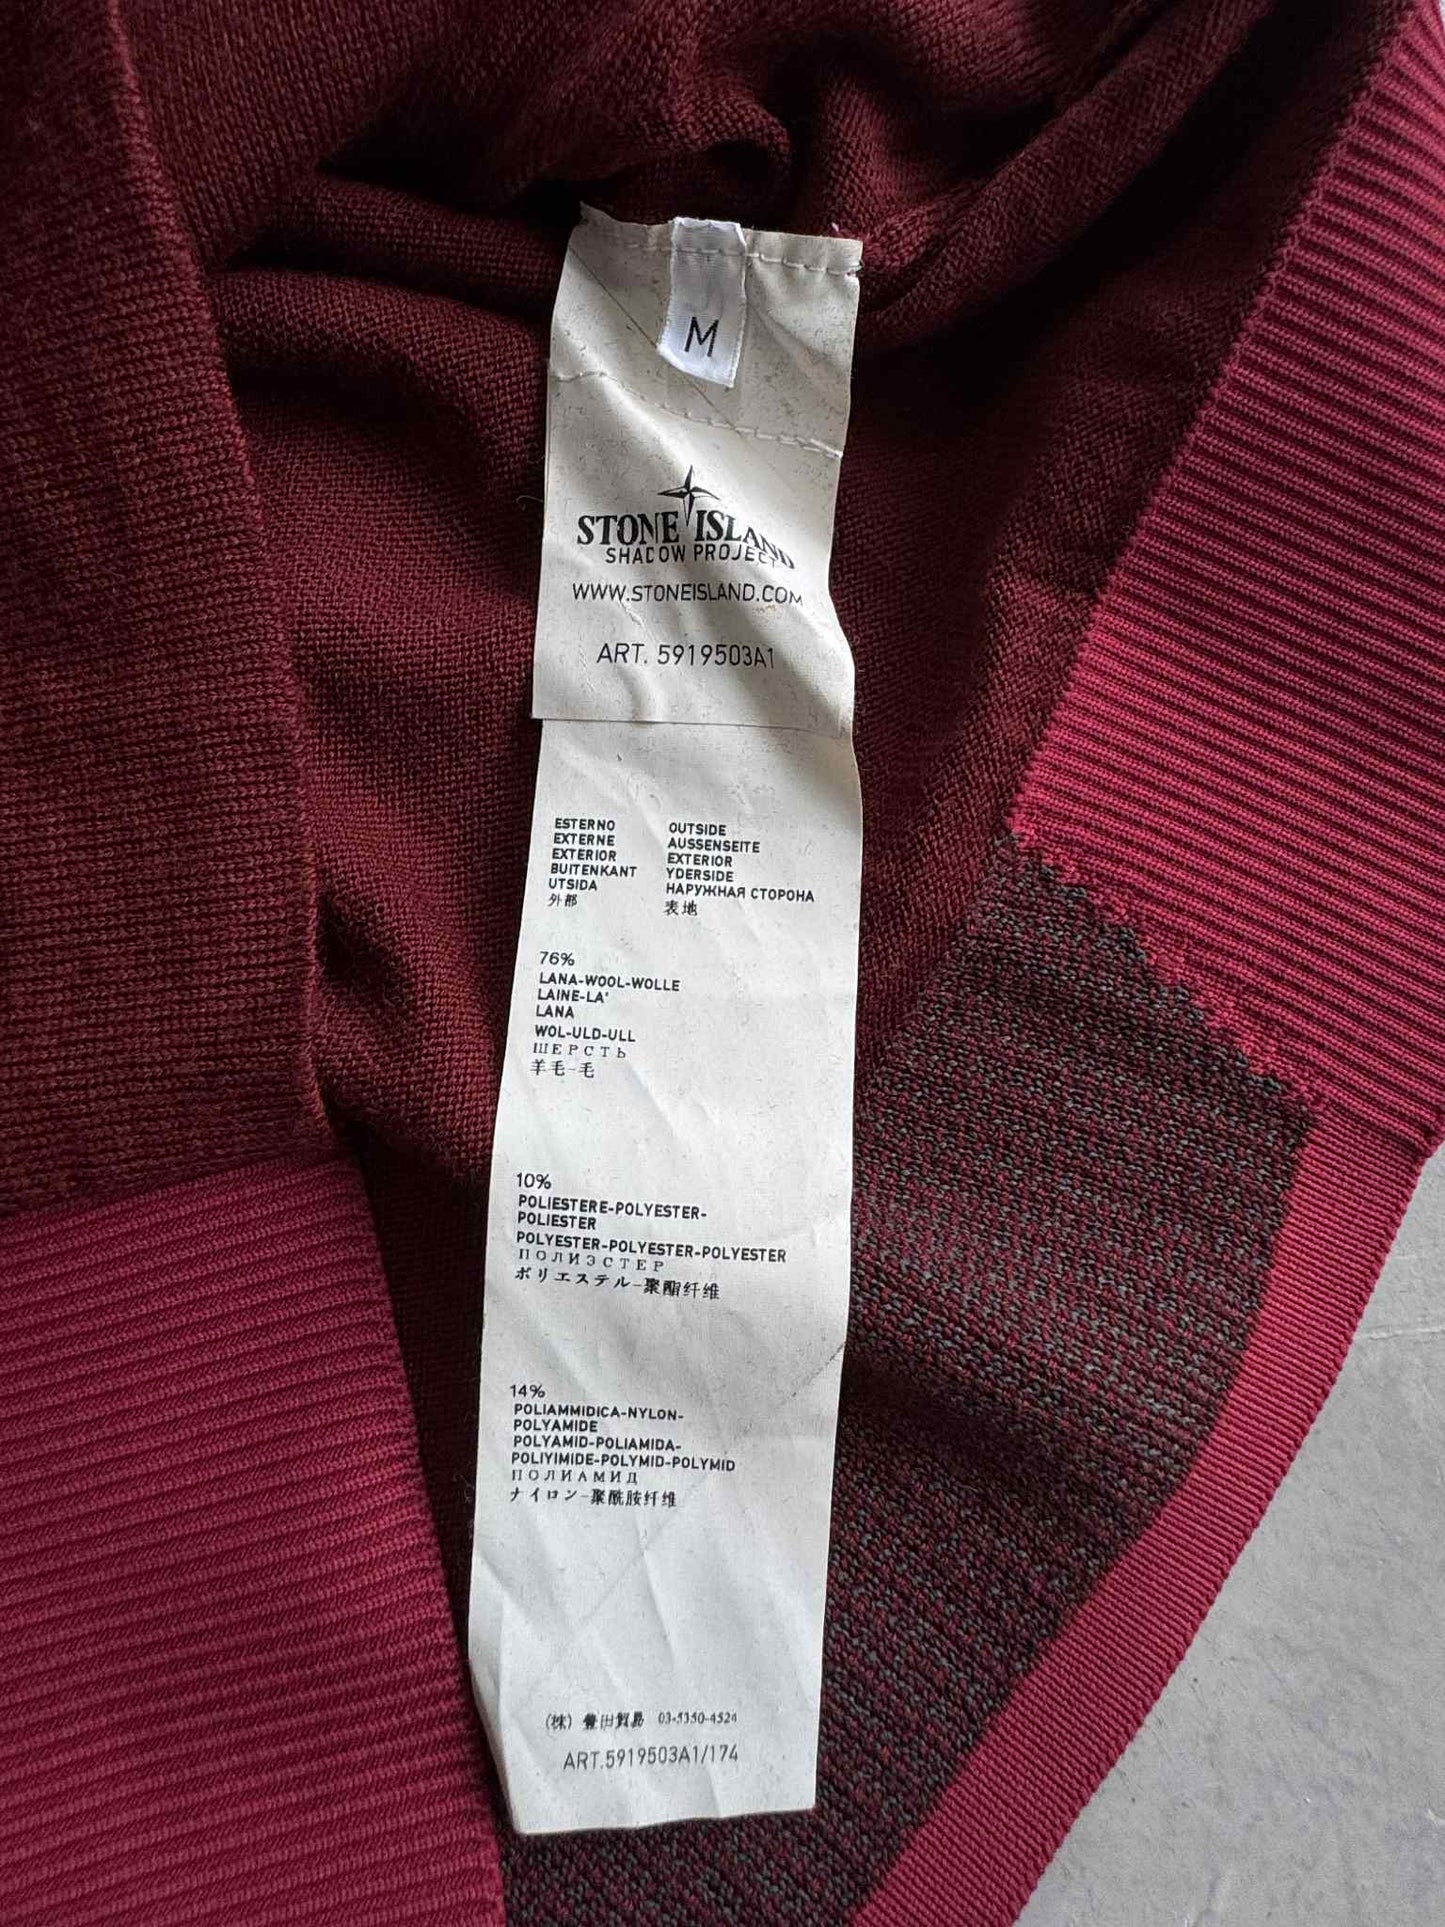 M
STONE ISLAND
SHADOW PROJECT
WWW.STONEISLAND.COM
ART. 5919503A1
ESTERNO
EXTERNE
EXTERIOR
BUITENKANT
UTSIDA
外部
OUTSIDE
AUSSENSEITE
EXTERIOR
YDERSIDE
НАРУЖНАЯ СТОРОНА
表地
76%
LANA-WOOL-WOLLE
LAINE-LA'
LANA
WOL-ULD-ULL
ШЕРСТЬ
羊毛-毛
10%
POLIESTERE-POLYESTER-
POLIESTER
POLYESTER-POLYESTER-POLYESTER
ПОЛИЭСТЕР
ポリエステル-聚酯纤维
14%
POLIAMMIDICA-NYLON-
POLYAMIDE
POLYAMID-POLIAMIDA-
POLIYIMIDE-POLYMID-POLYMID
ПОЛИАМИД
ナイロン-聚酰胺纤维
(株) 豊田貿易 03-5350-4524
ART.5919503A1/174